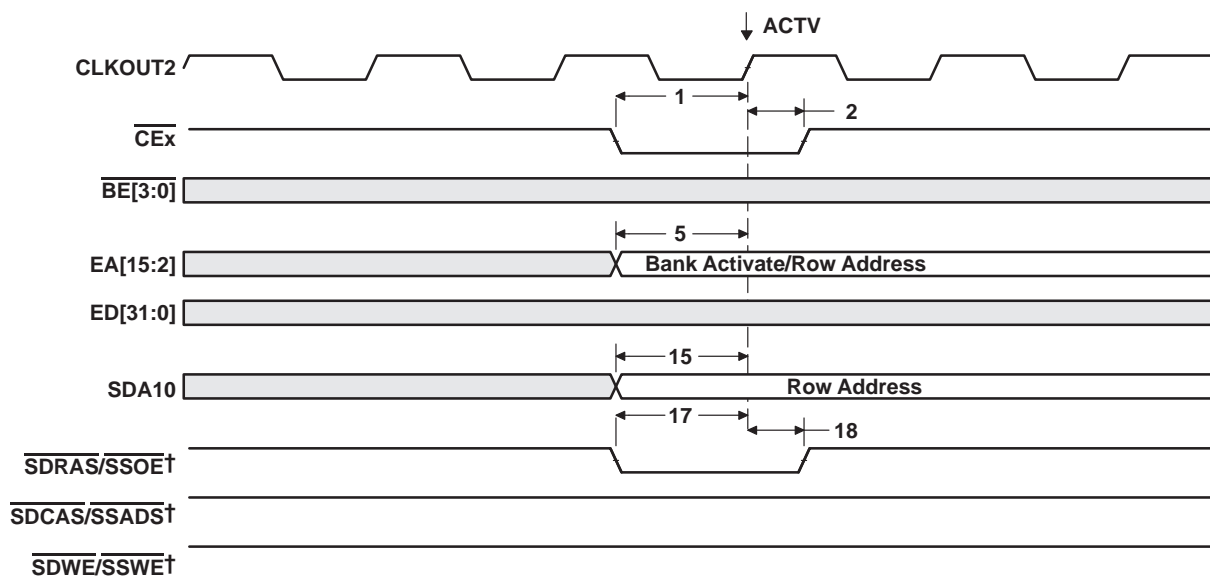 ACTV
CLKOUT2
1
2
CEx
BE[3:0]
5
EA[15:2]
Bank Activate/Row Address
ED[31:0]
15
SDA10
Row Address
17
18
SDRAS/SSOE†
SDCAS/SSADS†
SDWE/SSWE†